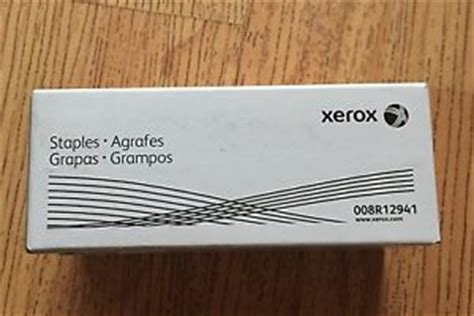 xerox
Staples • Agrafes
Grapas • Grampos
008R12941
www.xerox.com